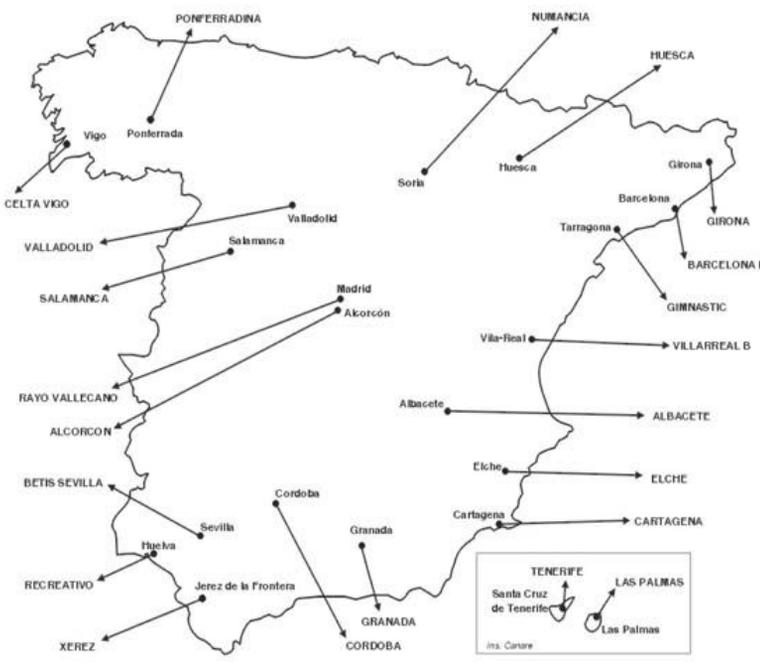 PONFERRADINA
NUMANCIA
HUESCA
Vigo
Ponferrada
Soria
Huesca
Girona
CELTA VIGO
Valladolid
Barcelona
GIRONA
VALLADOLID
Salamanca
Tarragona
BARCELONA
SALAMANCA
Madrid
GIMNASTIC
Alcorcón
Vila-Real
VILLARREAL B
RAYO VALLECANO
Albacete
ALBACETE
ALCORCON
BETIS SEVILLA
Elche
ELCHE
Cordoba
Cartagena
CARTAGENA
Sevilla
Granada
Huelva
RECREATIVO
Jerez de la Frontera
GRANADA
XEREZ
CORDOBA
TENERIFE
LAS PALMAS
Santa Cruz
de Tenerife
Las Palmas
Ins. Canare